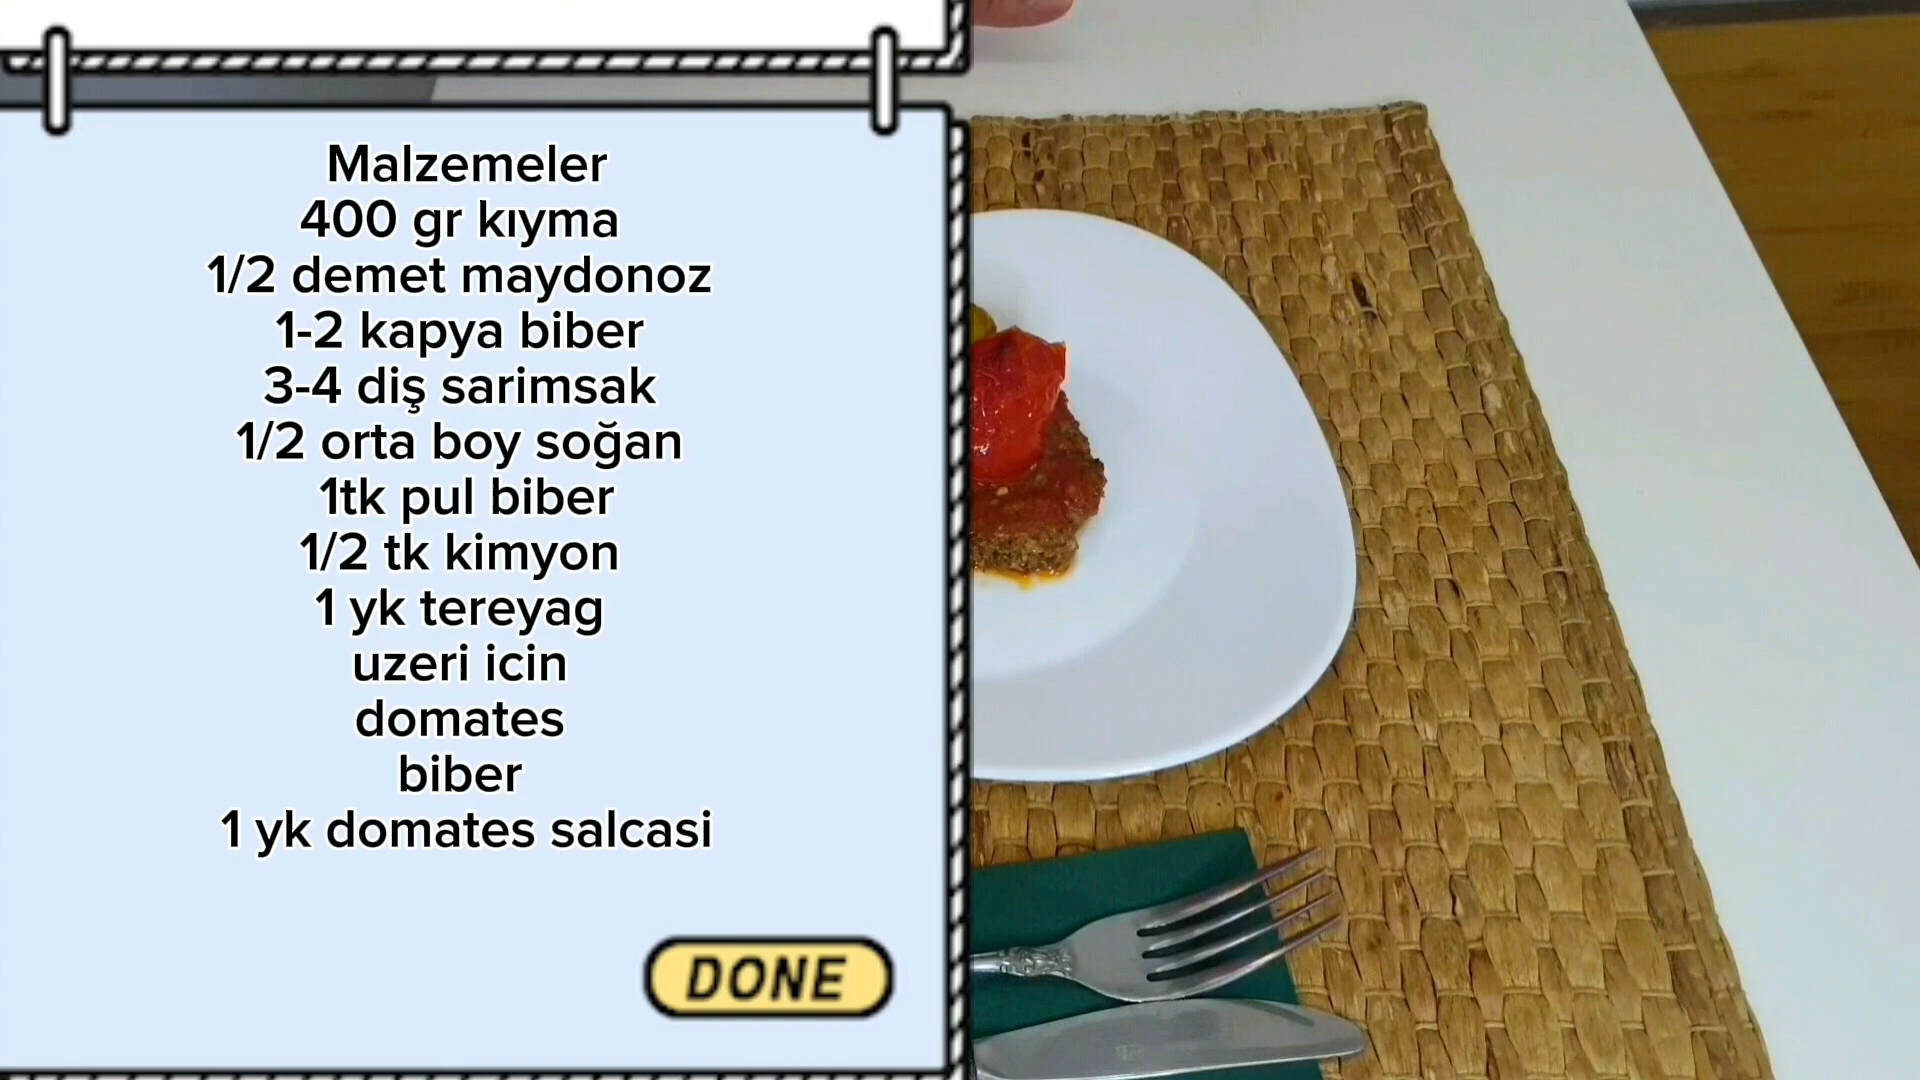 Malzemeler
400 gr kıyma
1/2 demet maydonoz
1-2 kapya biber
3-4 diş sarimsak
1/2 orta boy soğan
1tk pul biber
1/2 tk kimyon
1 yk tereyag
uzeri icin
domates
biber
1 yk domates salcasi
DONE